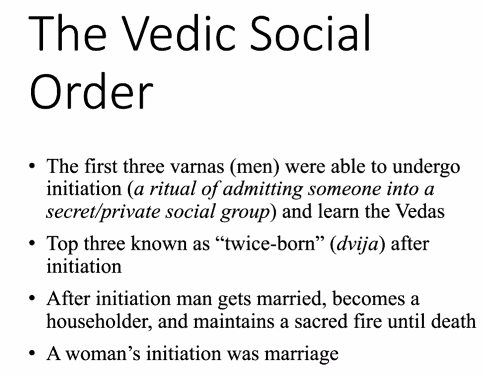 The Vedic Social
Order
• The first three varnas (men) were able to undergo
initiation (a ritual of admitting someone into a
secret/private social group) and learn the Vedas
• Top three known as “twice-born” (dvija) after
initiation
• After initiation man gets married, becomes a
householder, and maintains a sacred fire until death
• A woman’s initiation was marriage